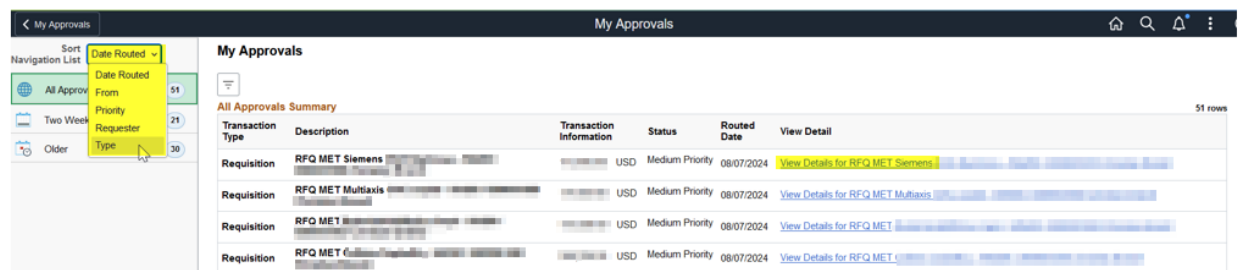 My Approvals
My Approvals
Sort
Navigation List
Date Routed
Date Routed
From
Priority
Requester
Type
All Approv
51
Two Week
21
Older
30
My Approvals
All Approvals Summary
51 rows
Transaction Type
Description
Transaction Information
Status
Routed Date
View Detail
Requisition RFQ MET Siemens USD Medium Priority 08/07/2024 View Details for RFQ MET Siemens
Requisition RFQ MET Multiaxis USD Medium Priority 08/07/2024 View Details for RFQ MET Multiaxis
Requisition RFQ MET USD Medium Priority 08/07/2024 View Details for RFQ MET
Requisition RFQ MET USD Medium Priority 08/07/2024 View Details for RFQ MET